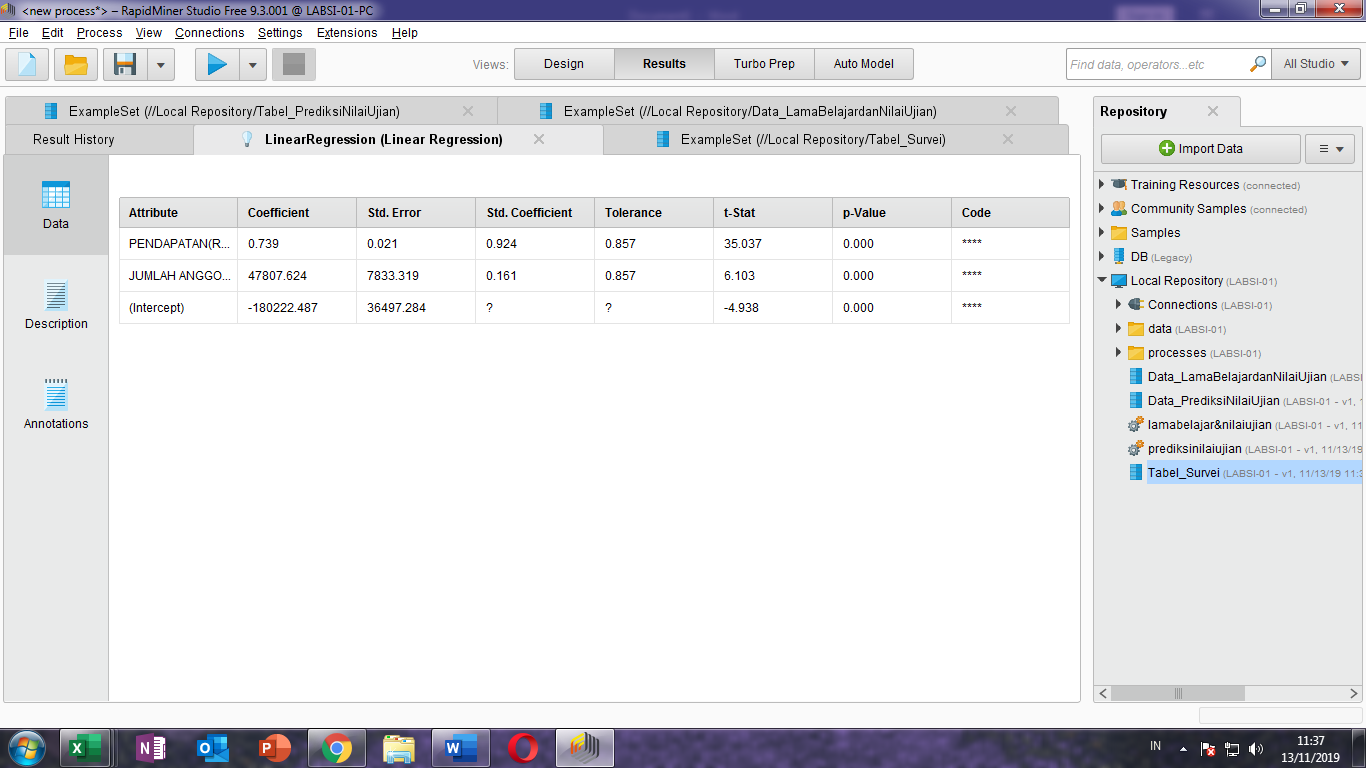 <new process*> – RapidMiner Studio Free 9.3.001 @ LABSI-01-PC
File Edit Process View Connections Settings Extensions Help
Views: Design Results Turbo Prep Auto Model
Find data, operators...etc All Studio
ExampleSet (//Local Repository/Tabel_PrediksiNilaiUjian) ExampleSet (//Local Repository/Data_LamaBelajardanNilaiUjian)
Result History LinearRegression (Linear Regression) ExampleSet (//Local Repository/Tabel_Survei)
Data
Description
Annotations
Attribute Coefficient Std. Error Std. Coefficient Tolerance t-Stat p-Value Code
PENDAPATAN(R... 0.739 0.021 0.924 0.857 35.037 0.000 ****
JUMLAH ANGGO... 47807.624 7833.319 0.161 0.857 6.103 0.000 ****
(Intercept) -180222.487 36497.284 ? ? -4.938 0.000 ****
Repository
Import Data
Training Resources (connected)
Community Samples (connected)
Samples
DB (Legacy)
Local Repository (LABSI-01)
Connections (LABSI-01)
data (LABSI-01)
processes (LABSI-01)
Data_LamaBelajardanNilaiUjian (LABSI
Data_PrediksiNilaiUjian (LABSI-01 - v1, 1
lamabelajar&nilaiujian (LABSI-01 - v1, 11
prediksinilaiujian (LABSI-01 - v1, 11/13/19
Tabel_Survei (LABSI-01 - v1, 11/13/19 11:3
IN
11:37
13/11/2019